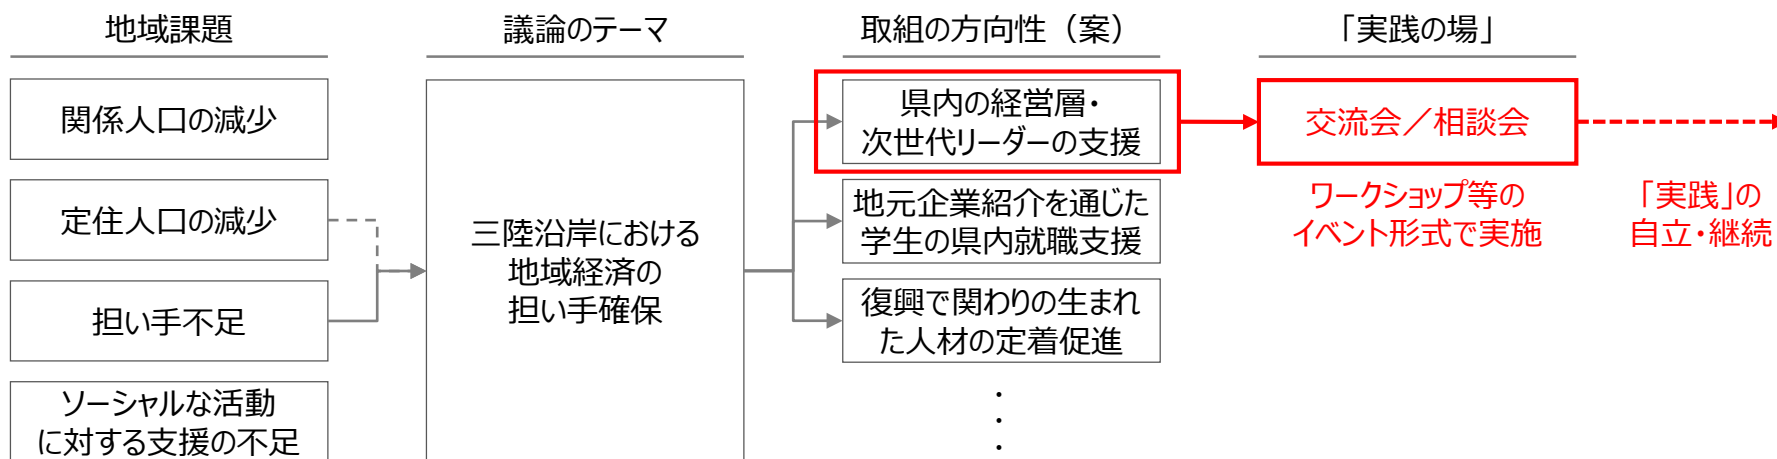 地域課題
議論のテーマ
取組の方向性（案）
「実践の場」
関係人口の減少
定住人口の減少
担い手不足
ソーシャルな活動
に対する支援の不足
三陸沿岸における
地域経済の
担い手確保
県内の経営層・
次世代リーダーの支援
地元企業紹介を通じた
学生の県内就職支援
復興で関わりの生まれ
た人材の定着促進
・
・
・
交流会／相談会
ワークショップ等の
イベント形式で実施
「実践」の
自立・継続